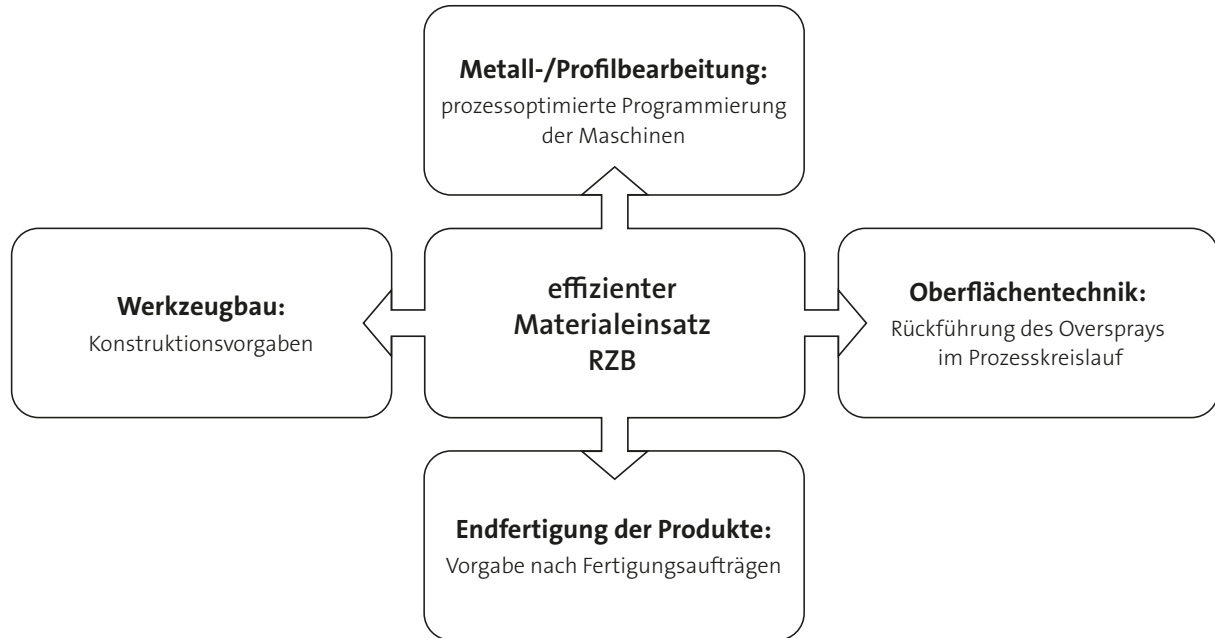 Metall-/Profilbearbeitung:
prozessoptimierte Programmierung
der Maschinen
Werkzeugbau:
Konstruktionsvorgaben
effizienter
Materialeinsatz
RZB
Oberflächentechnik:
Rückführung des Oversprays
im Prozesskreislauf
Endfertigung der Produkte:
Vorgabe nach Fertigungsaufträgen